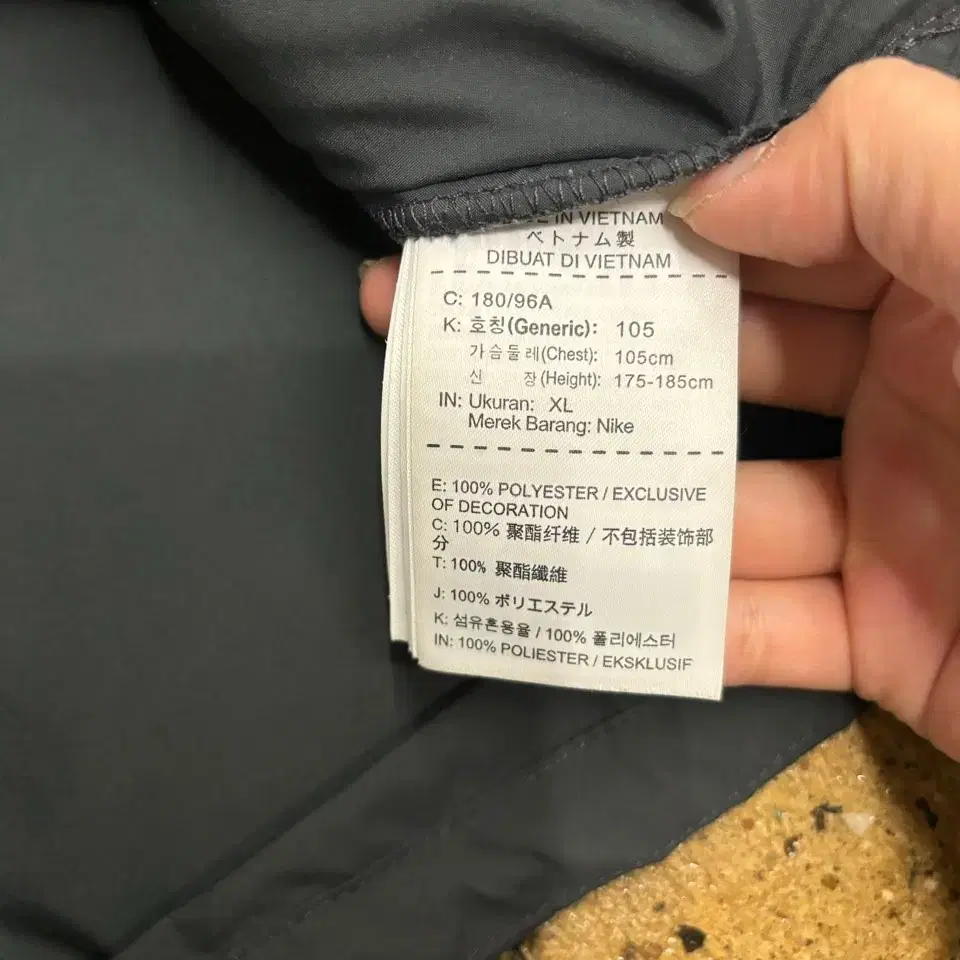 IN VIETNAM
ベトナム製
DIBUAT DI VIETNAM
C: 180/96A
K: 호칭(Generic): 105
가슴둘레(Chest): 105cm
신 장(Height): 175-185cm
IN: Ukuran: XL
Merek Barang: Nike
E: 100% POLYESTER / EXCLUSIVE
OF DECORATION
C: 100% 聚酯纤维 / 不包括装饰部
分
T: 100% 聚酯纖維
J: 100% ポリエステル
K: 섬유혼용율 / 100% 폴리에스터
IN: 100% POLIESTER / EKSKLUSIF